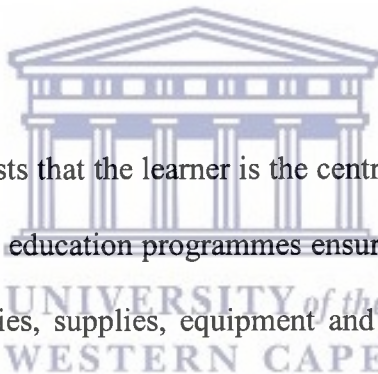 sts that the learner is the centr
education programmes ensur
UNIVERSITY of the
ies, supplies, equipment and
WESTERN CAPE